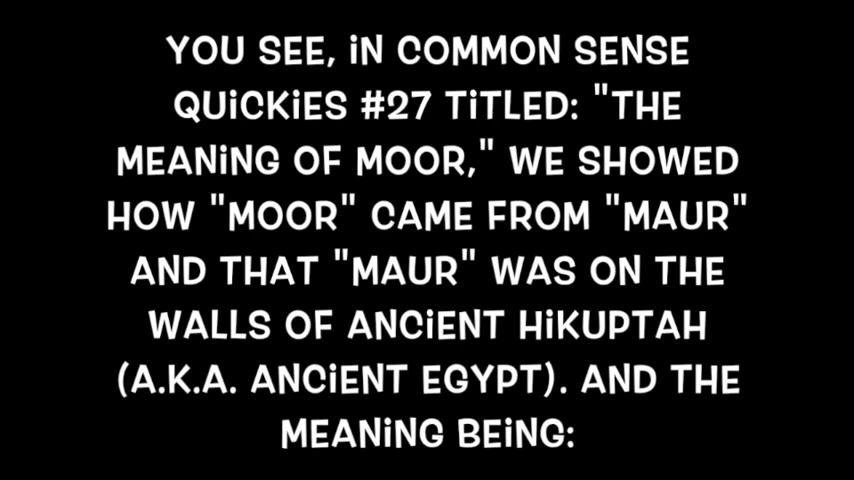 YOU SEE, IN COMMON SENSE
QUICKIES #27 TITLED: "THE
MEANING OF MOOR," WE SHOWED
HOW "MOOR" CAME FROM "MAUR"
AND THAT "MAUR" WAS ON THE
WALLS OF ANCIENT HIKUPTAH
(A.K.A. ANCIENT EGYPT). AND THE
MEANING BEING: